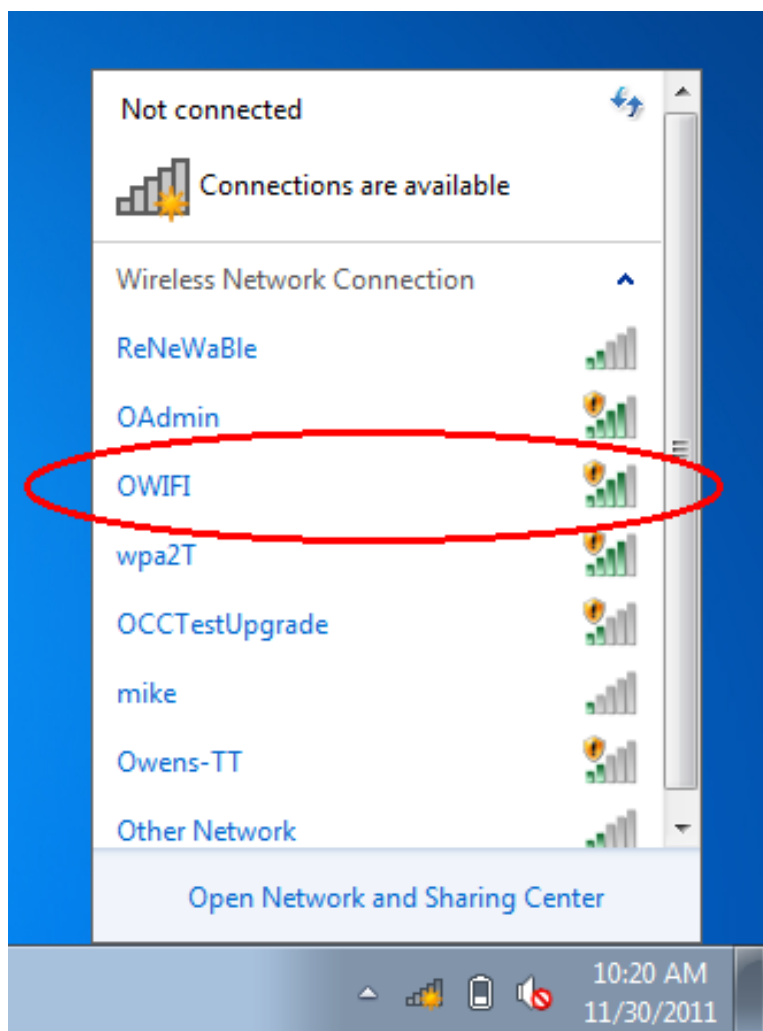 Not connected
Connections are available
Wireless Network Connection
ReNeWaBle
OAdmin
OWIFI
wpa2T
OCCTestUpgrade
mike
Owens-TT
Other Network
Open Network and Sharing Center
10:20 AM
11/30/2011